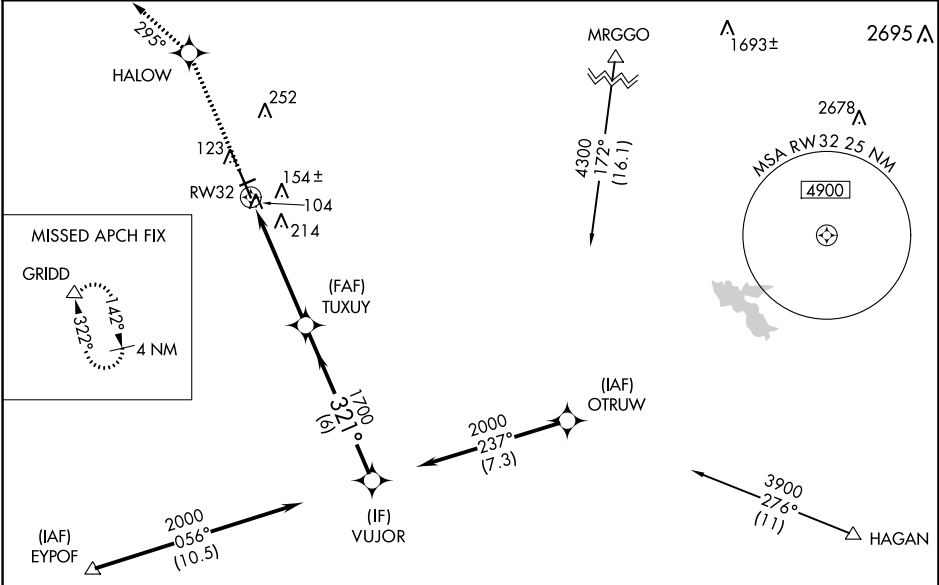 295°
HALOW
252
123
RW32
154±
104
214
MISSED APCH FIX
GRIDD
142°
322°
4 NM
(FAF)
TUXUY
1700
321°
(6)
(IF)
VUJOR
(IAF)
EYPOF
2000
056°
(10.5)
MRGGO
4300
172°
(16.1)
(IAF)
OTRUW
2000
237°
(7.3)
3900
276°
(11)
HAGAN
1693±
2695
2678
MSA RW32 25 NM
4900